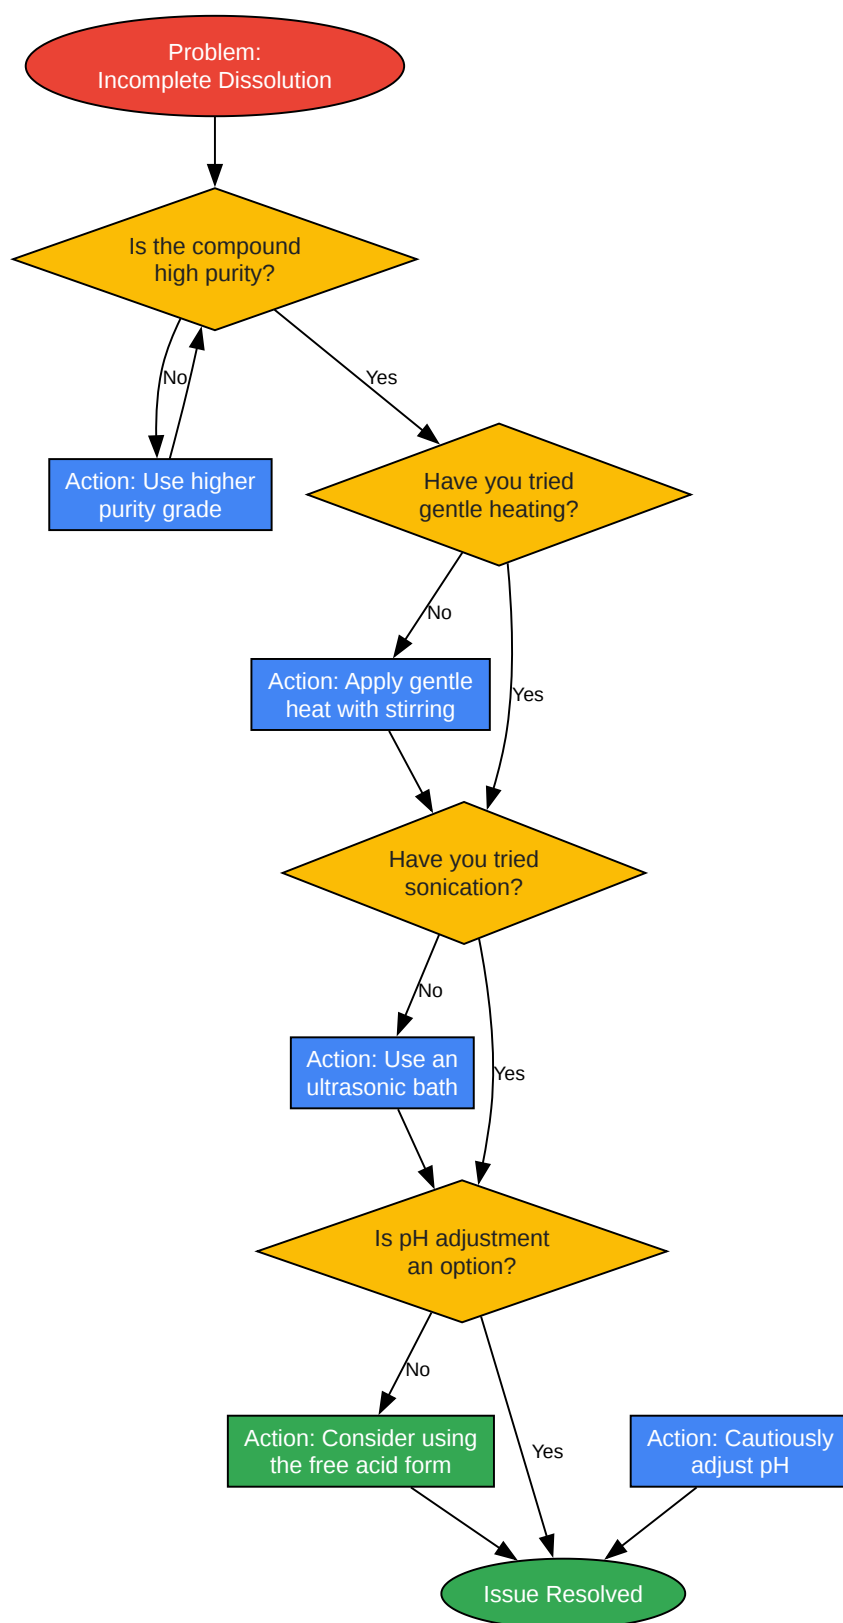 Problem:
Incomplete Dissolution
Is the compound
high purity?
No
Yes
Action: Use higher
purity grade
Have you tried
gentle heating?
No
Action: Apply gentle
heat with stirring
Yes
Have you tried
sonication?
No
Action: Use an
ultrasonic bath
Yes
Is pH adjustment
an option?
No
Action: Consider using
the free acid form
Yes
Action: Cautiously
adjust pH
Issue Resolved